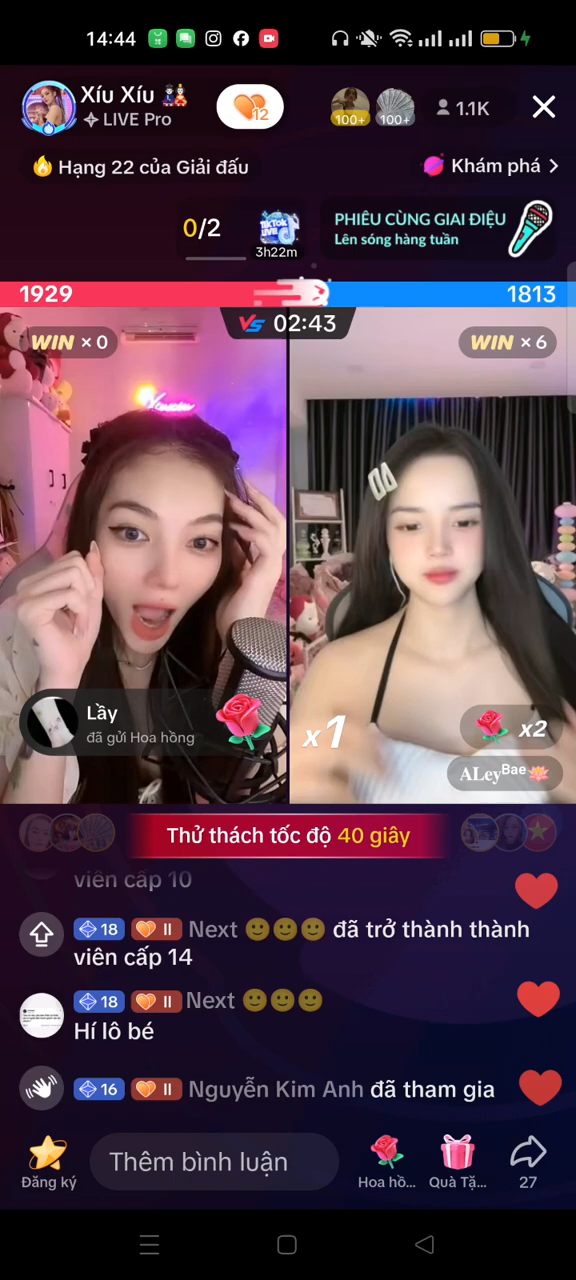 14:44
Xíu Xíu
LIVE Pro
12
100+
100+
1.1K
Hạng 22 của Giải đấu
Khám phá
0/2
TIKTOK LIVE
3h22m
PHIÊU CÙNG GIAI ĐIỆU
Lên sóng hàng tuần
1929
1813
VS 02:43
WIN × 0
WIN × 6
Lầy
đã gửi Hoa hồng
x1
x2
ALeyBae
Thử thách tốc độ 40 giây
viên cấp 10
18 II Next đã trở thành thành
viên cấp 14
18 II Next
Hí lô bé
16 II Nguyễn Kim Anh đã tham gia
Đăng ký
Thêm bình luận
Hoa hồ...
Quà Tặ...
27